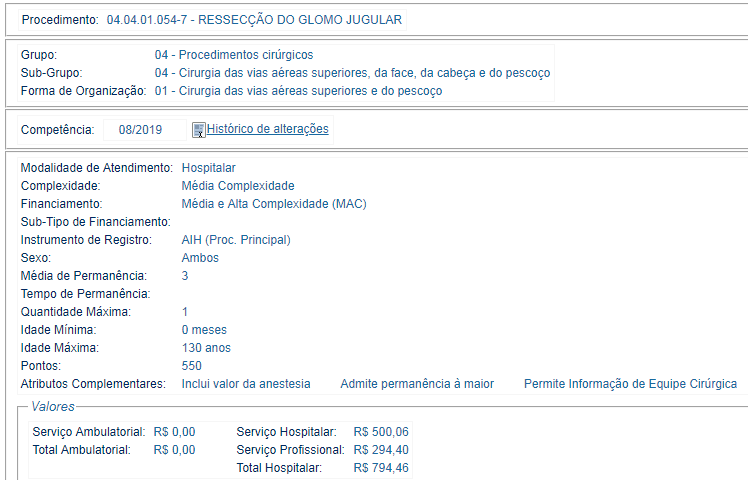 Procedimento: 04.04.01.054-7 - RESSECÇÃO DO GLOMO JUGULAR
Grupo: 04 - Procedimentos cirúrgicos
Sub-Grupo: 04 - Cirurgia das vias aéreas superiores, da face, da cabeça e do pescoço
Forma de Organização: 01 - Cirurgia das vias aéreas superiores e do pescoço
Competência: 08/2019 Histórico de alterações
Modalidade de Atendimento: Hospitalar
Complexidade: Média Complexidade
Financiamento: Média e Alta Complexidade (MAC)
Sub-Tipo de Financiamento:
Instrumento de Registro: AIH (Proc. Principal)
Sexo: Ambos
Média de Permanência: 3
Tempo de Permanência:
Quantidade Máxima: 1
Idade Mínima: 0 meses
Idade Máxima: 130 anos
Pontos: 550
Atributos Complementares: Inclui valor da anestesia Admite permanência à maior Permite Informação de Equipe Cirúrgica
Valores
Serviço Ambulatorial: R$ 0,00 Serviço Hospitalar: R$ 500,06
Total Ambulatorial: R$ 0,00 Serviço Profissional: R$ 294,40
Total Hospitalar: R$ 794,46